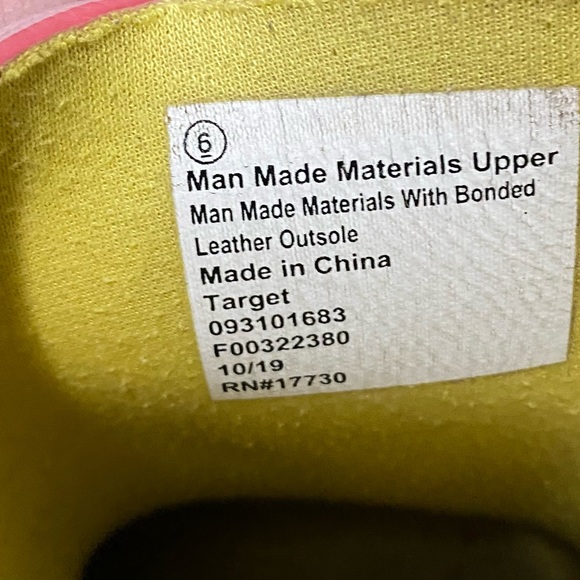 6
Man Made Materials Upper
Man Made Materials With Bonded
Leather Outsole
Made in China
Target
093101683
F00322380
10/19
RN#17730